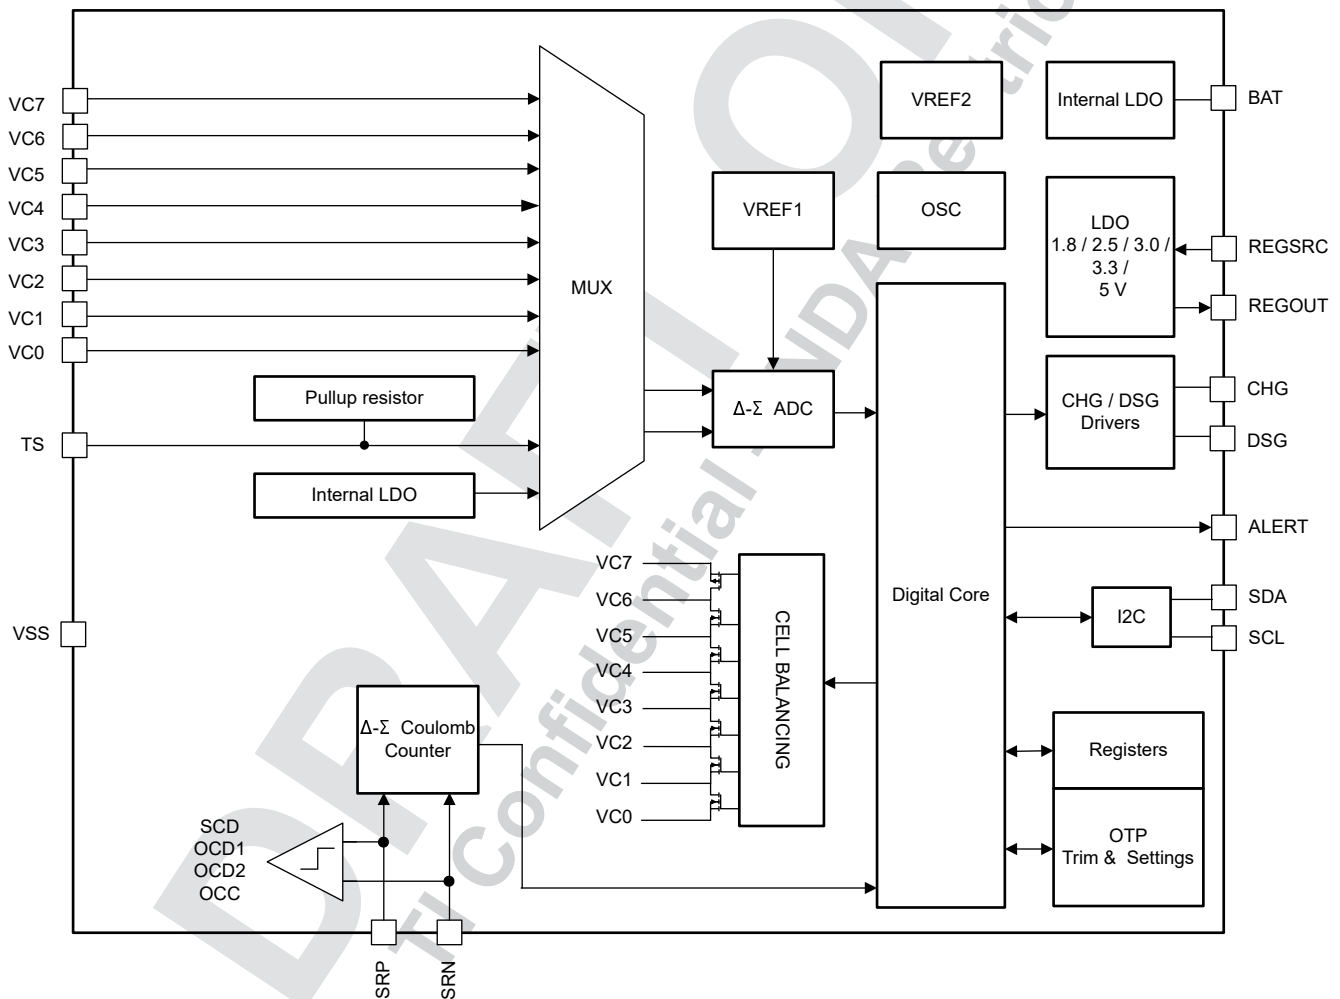 VC7
VC6
VC5
VC4
VC3
VC2
VC1
VC0
TS
VSS
Pullup resistor
Internal LDO
MUX
VREF1
VREF2
OSC
Δ-Σ ADC
Internal LDO
LDO
1.8 / 2.5 / 3.0 /
3.3 /
5 V
CHG / DSG
Drivers
BAT
REGSRC
REGOUT
CHG
DSG
ALERT
SDA
SCL
I2C
Digital Core
VC7
VC6
VC5
VC4
VC3
VC2
VC1
VC0
CELL BALANCING
Registers
OTP
Trim & Settings
Δ-Σ Coulomb
Counter
SCD
OCD1
OCD2
OCC
SRP
SRN
DRAFT
TI Confidential - NDA